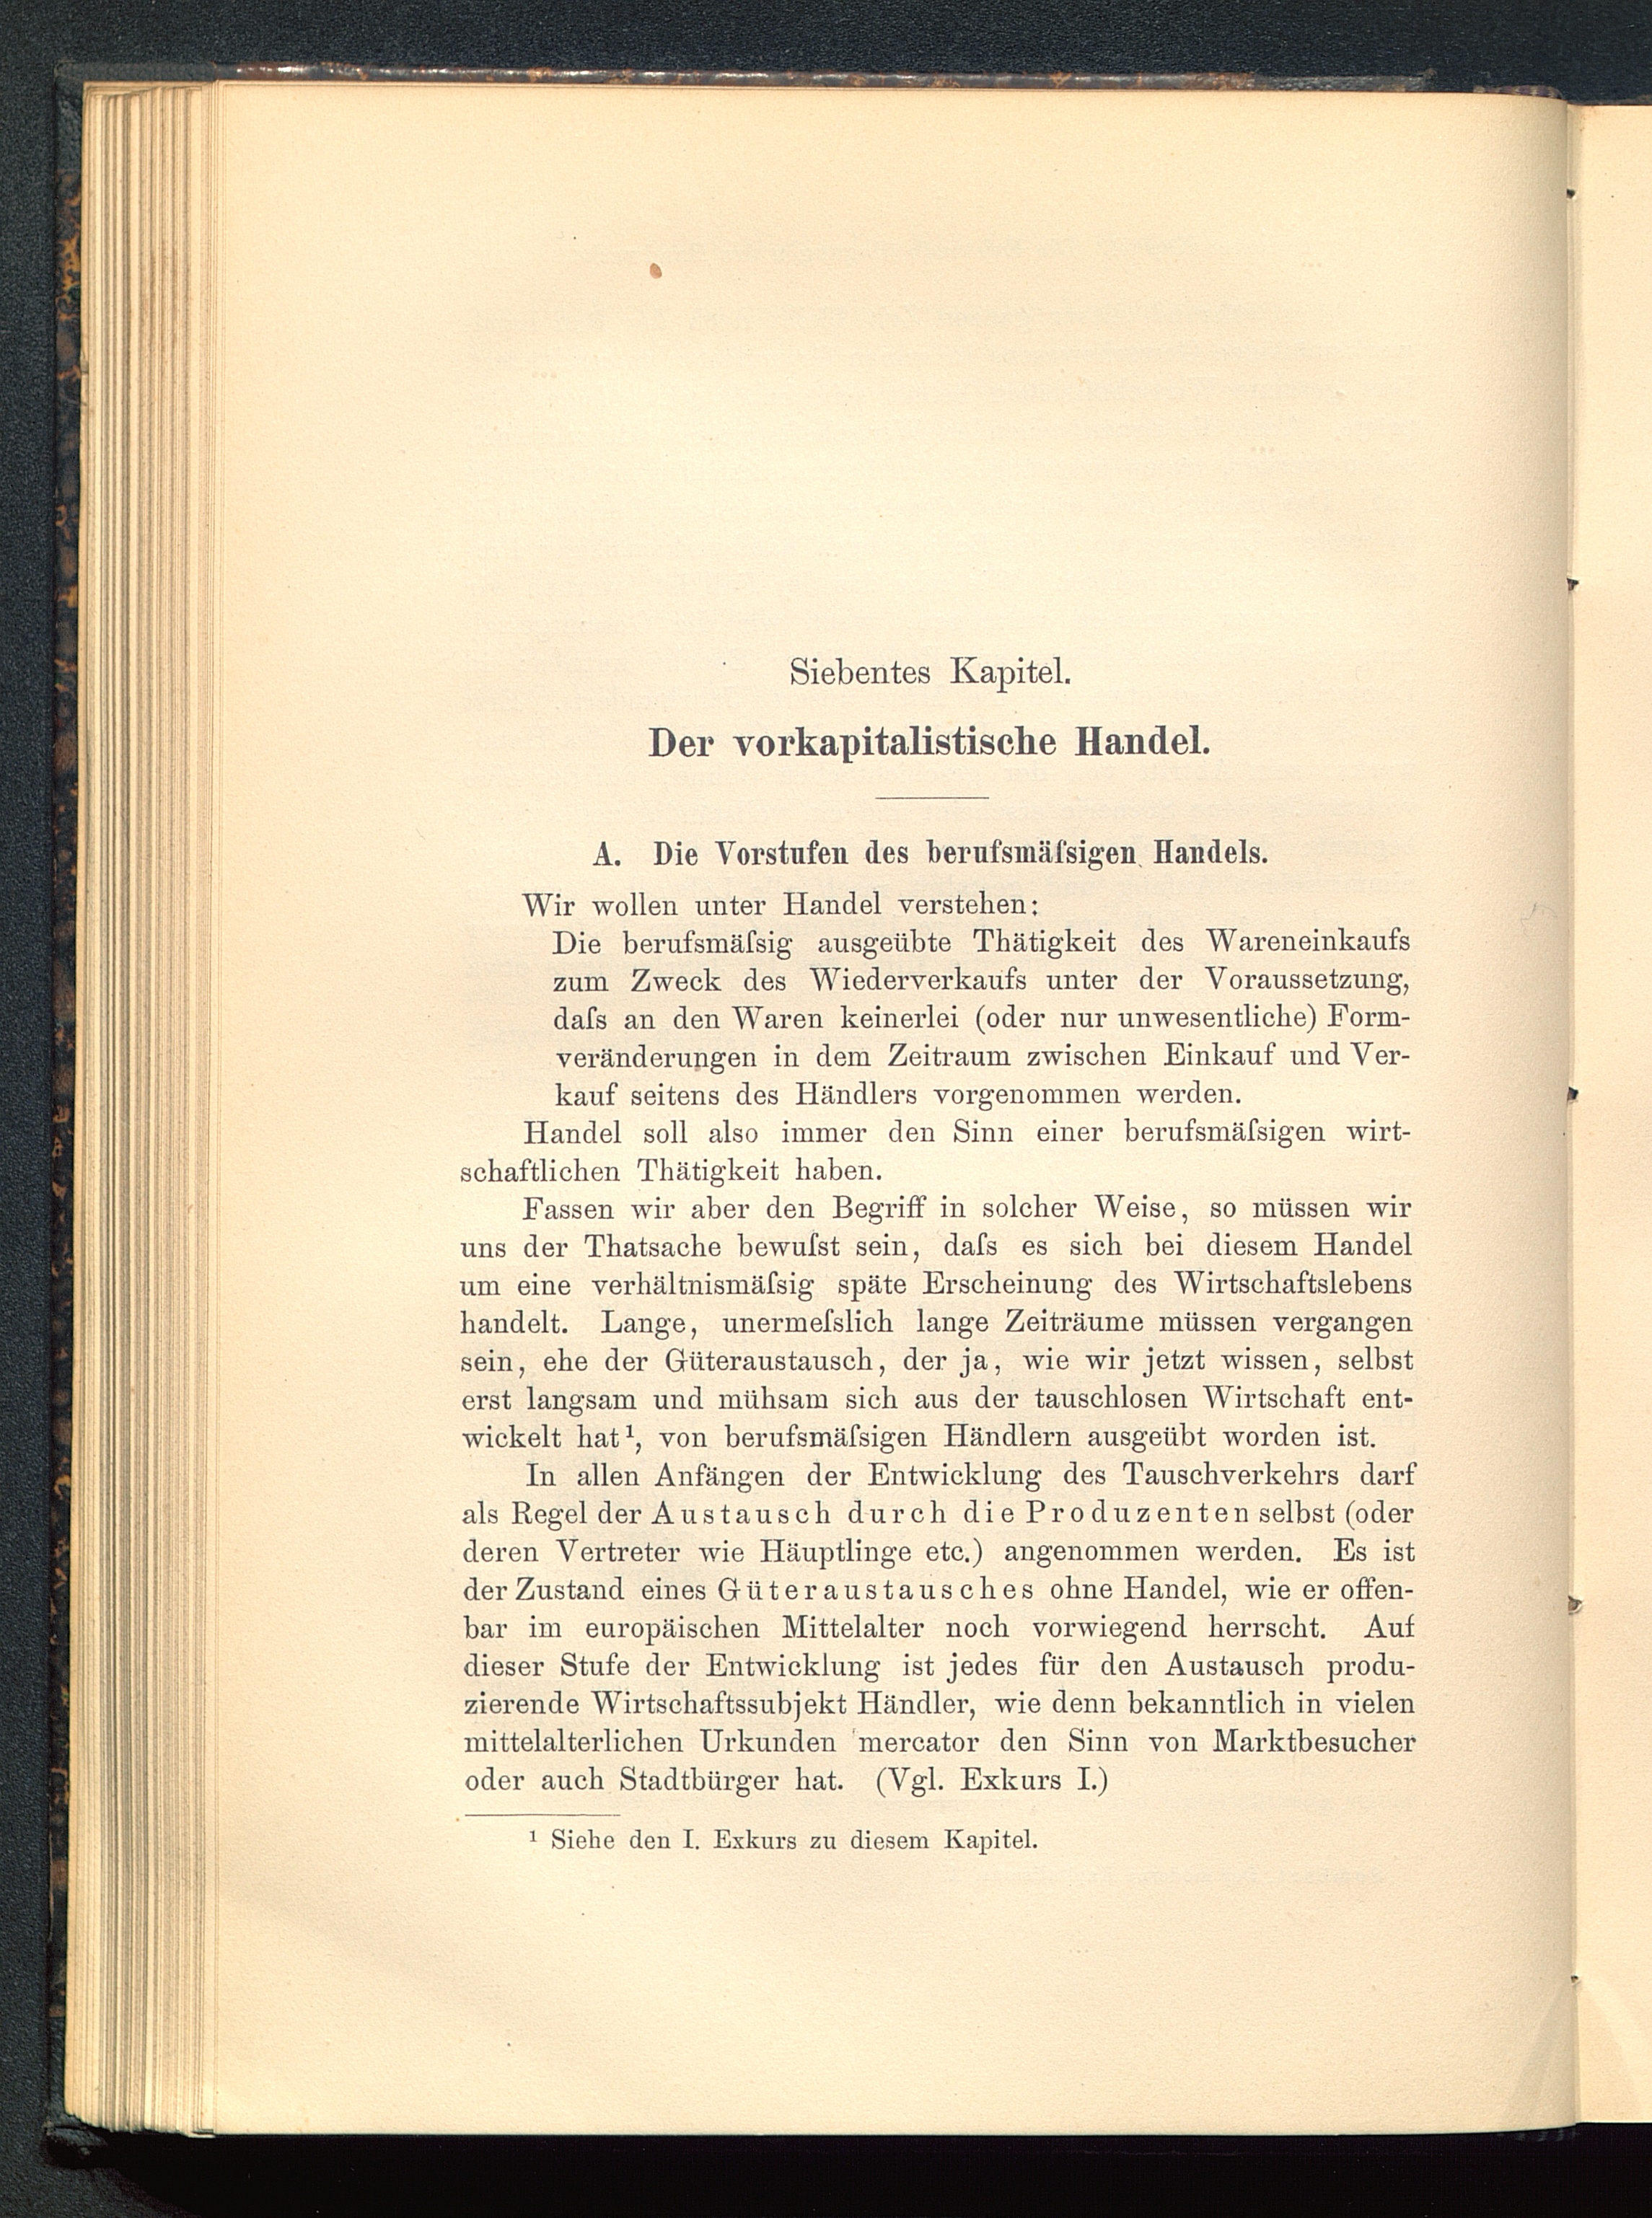 Siebentes Kapitel.
Der vorkapitalistische Handel.
A. Die Vorstufen des berufsmäſsigen Handels.
Wir wollen unter Handel verstehen:
Die berufsmäſsig ausgeübte Thätigkeit des Wareneinkaufs
zum Zweck des Wiederverkaufs unter der Voraussetzung,
daſs an den Waren keinerlei (oder nur unwesentliche) Form-
veränderungen in dem Zeitraum zwischen Einkauf und Ver-
kauf seitens des Händlers vorgenommen werden.
Handel soll also immer den Sinn einer berufsmäſsigen wirt-
schaftlichen Thätigkeit haben.
Fassen wir aber den Begriff in solcher Weise, so müssen wir
uns der Thatsache bewuſst sein, daſs es sich bei diesem Handel
um eine verhältnismäſsig späte Erscheinung des Wirtschaftslebens
handelt. Lange, unermeſslich lange Zeiträume müssen vergangen
sein, ehe der Güteraustausch, der ja, wie wir jetzt wissen, selbst
erst langsam und mühsam sich aus der tauschlosen Wirtschaft ent-
wickelt hat¹, von berufsmäſsigen Händlern ausgeübt worden ist.
In allen Anfängen der Entwicklung des Tauschverkehrs darf
als Regel der Austausch durch die Produzenten selbst (oder
deren Vertreter wie Häuptlinge etc.) angenommen werden. Es ist
der Zustand eines Güteraustausches ohne Handel, wie er offen-
bar im europäischen Mittelalter noch vorwiegend herrscht. Auf
dieser Stufe der Entwicklung ist jedes für den Austausch produ-
zierende Wirtschaftssubjekt Händler, wie denn bekanntlich in vielen
mittelalterlichen Urkunden mercator den Sinn von Marktbesucher
oder auch Stadtbürger hat. (Vgl. Exkurs I.)
¹ Siehe den I. Exkurs zu diesem Kapitel.